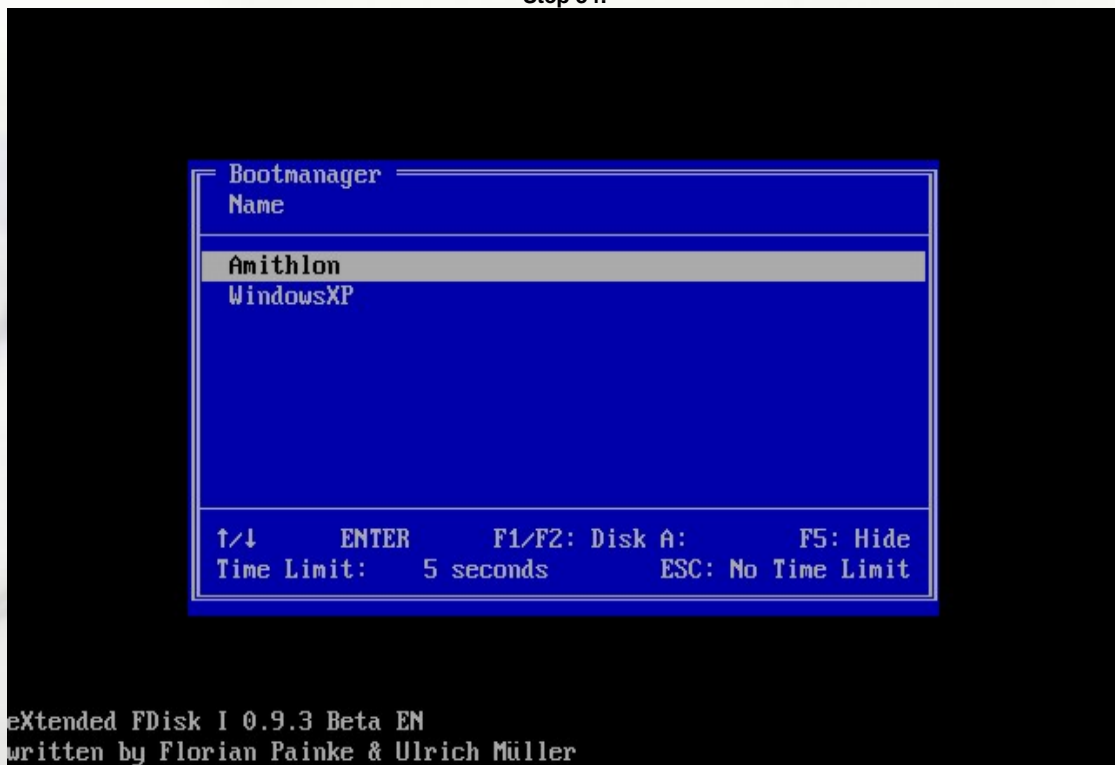 Bootmanager
Name
Amithlon
WindowsXP
↑/↓ ENTER F1/F2: Disk A: F5: Hide
Time Limit: 5 seconds ESC: No Time Limit
eXtended FDisk I 0.9.3 Beta EN
written by Florian Painke & Ulrich Müller